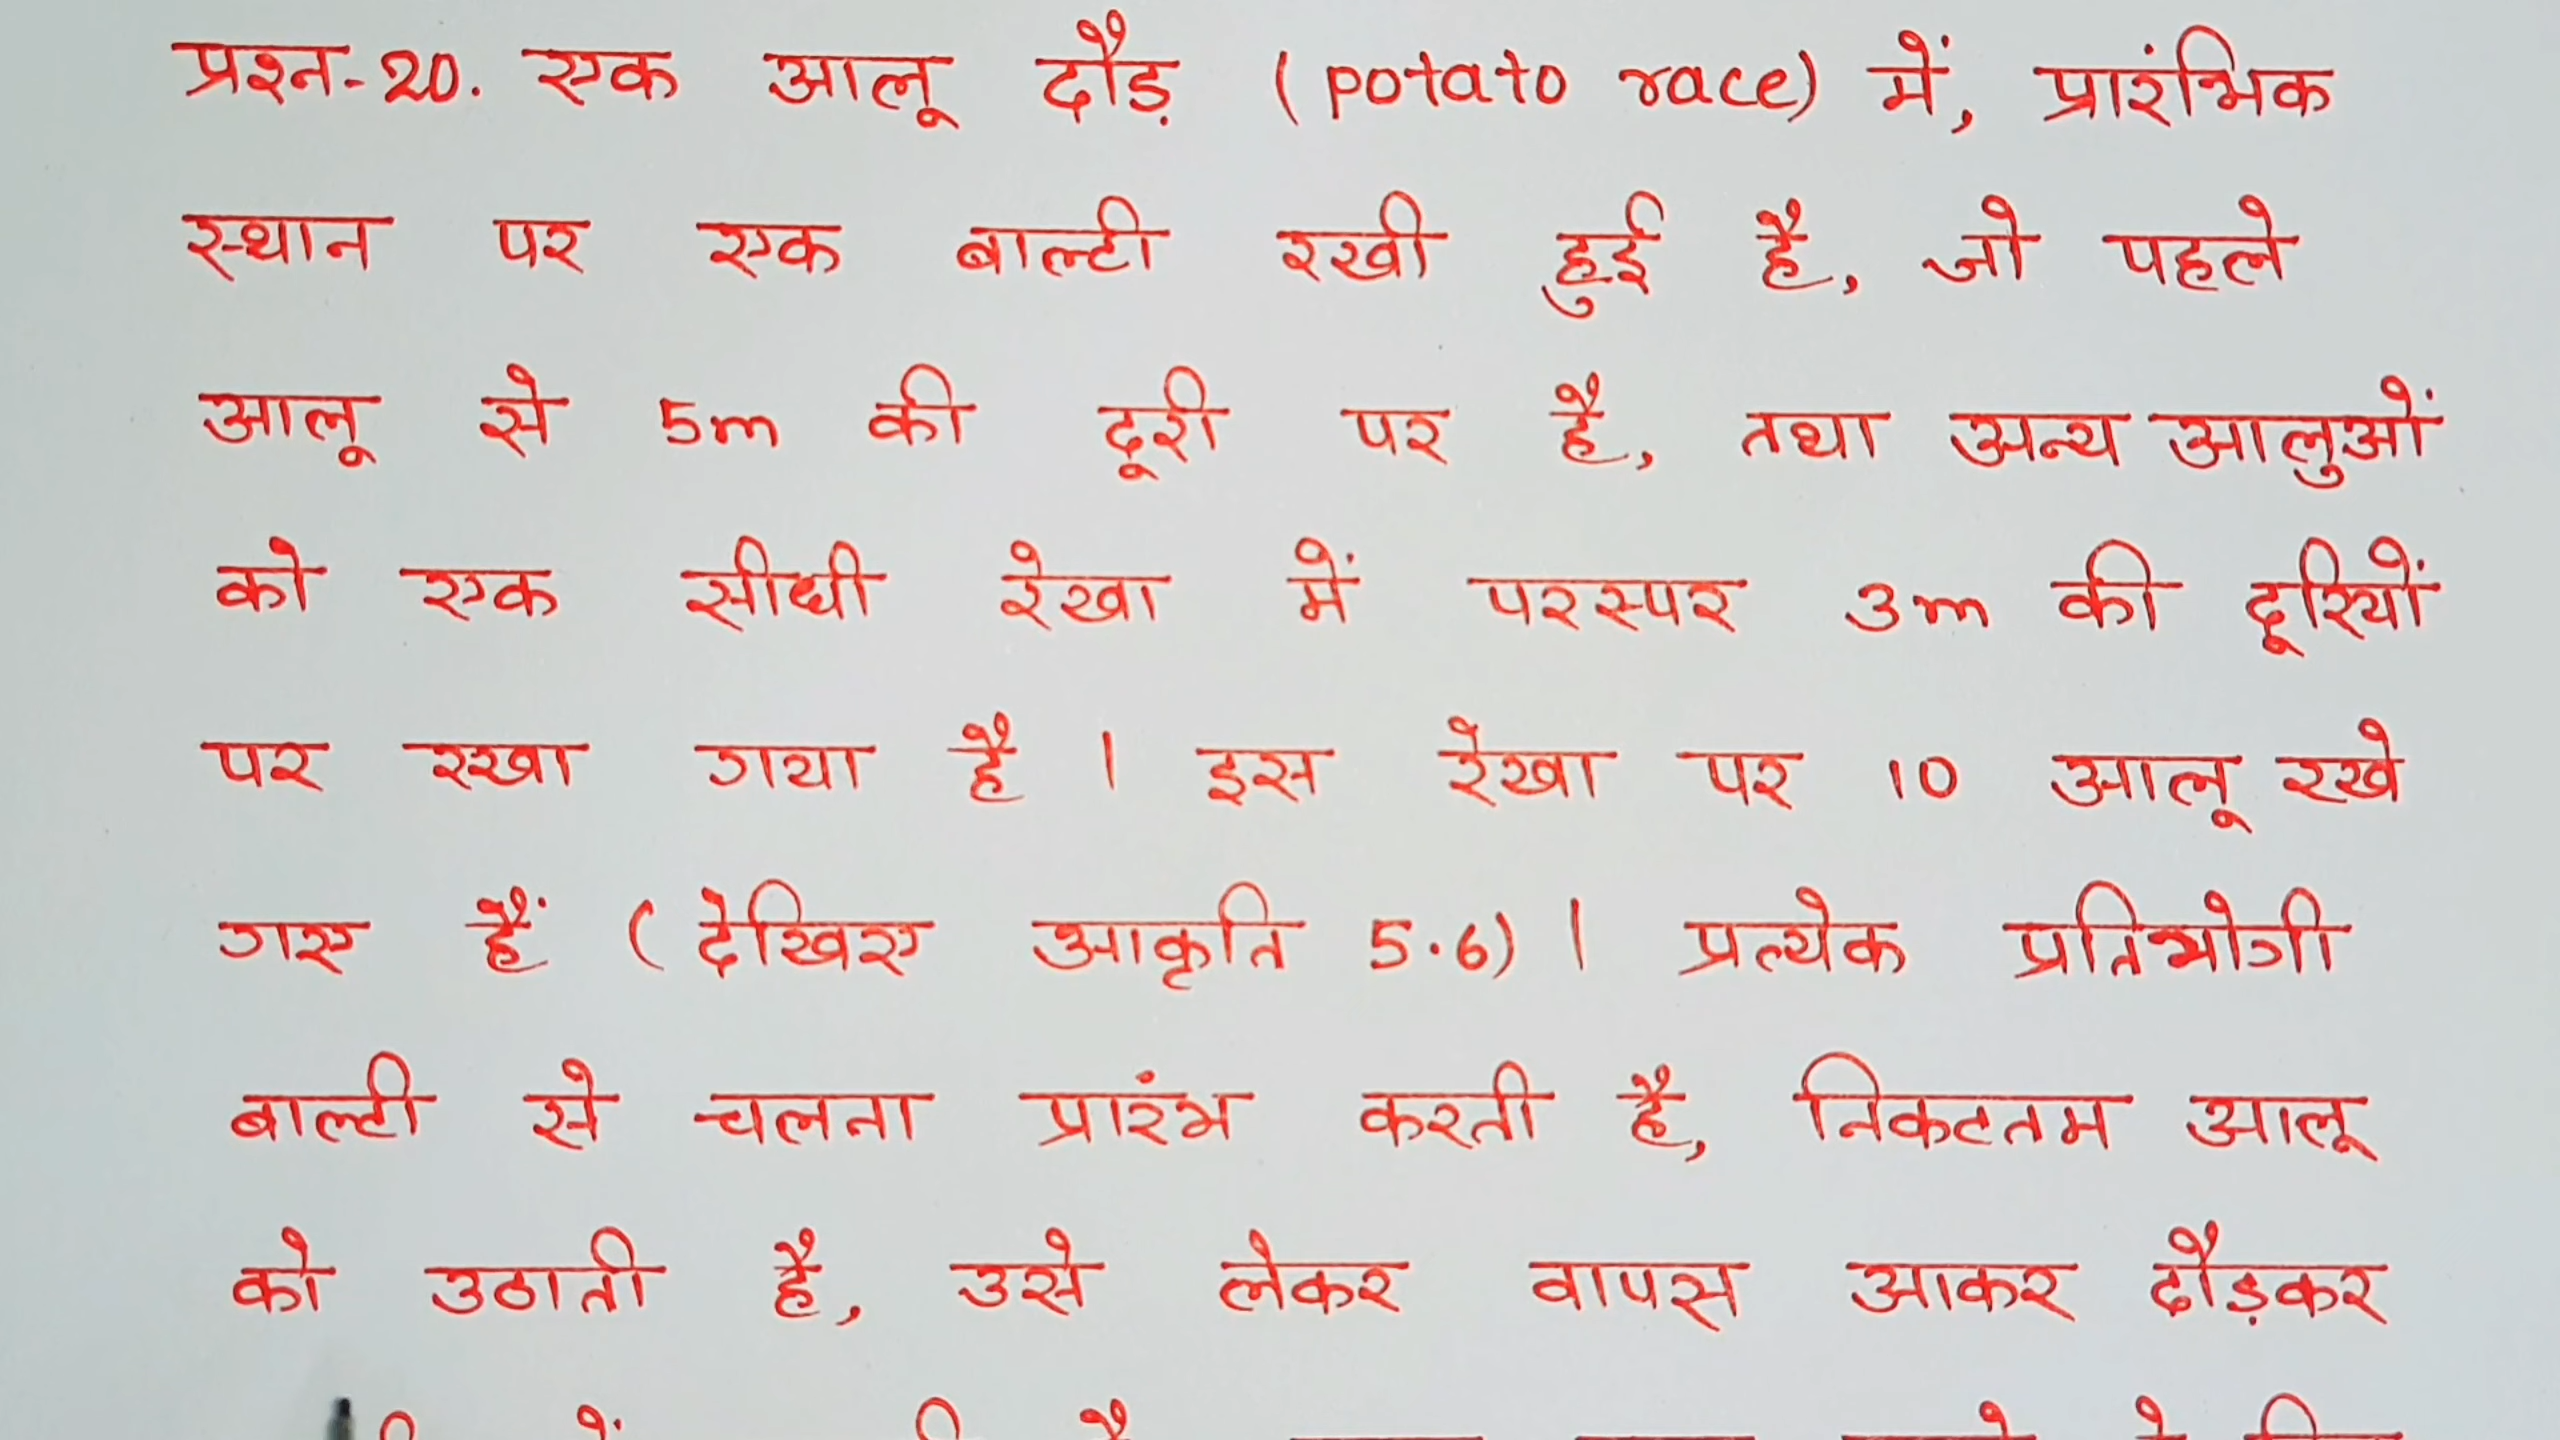 प्रश्न-20. एक आलू दौड़ (potato race) में, प्रारंभिक
स्थान पर एक बाल्टी रखी हुई है, जो पहले
आलू से 5m की दूरी पर है, तथा अन्य आलुओं
को एक सीधी रेखा में परस्पर 3m की दूरियों
पर रखा गया है । इस रेखा पर 10 आलू रखे
गए हैं (देखिए आकृति 5.6) । प्रत्येक प्रतियोगी
बाल्टी से चलना प्रारंभ करती है, निकटतम आलू
को उठाती है, उसे लेकर वापस आकर दौड़कर